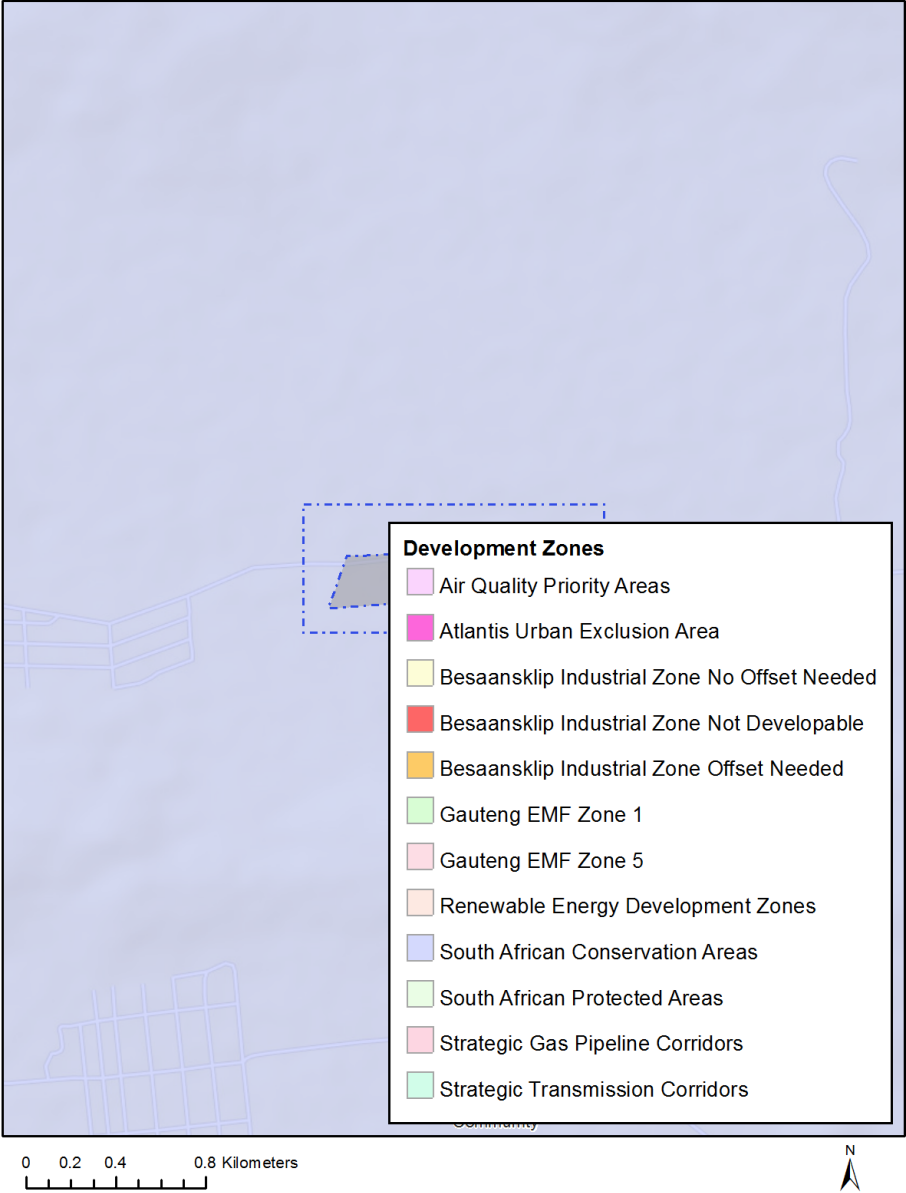 Development Zones
Air Quality Priority Areas
Atlantis Urban Exclusion Area
Besaansklip Industrial Zone No Offset Needed
Besaansklip Industrial Zone Not Developable
Besaansklip Industrial Zone Offset Needed
Gauteng EMF Zone 1
Gauteng EMF Zone 5
Renewable Energy Development Zones
South African Conservation Areas
South African Protected Areas
Strategic Gas Pipeline Corridors
Strategic Transmission Corridors
Community
0 0.2 0.4 0.8 Kilometers
N